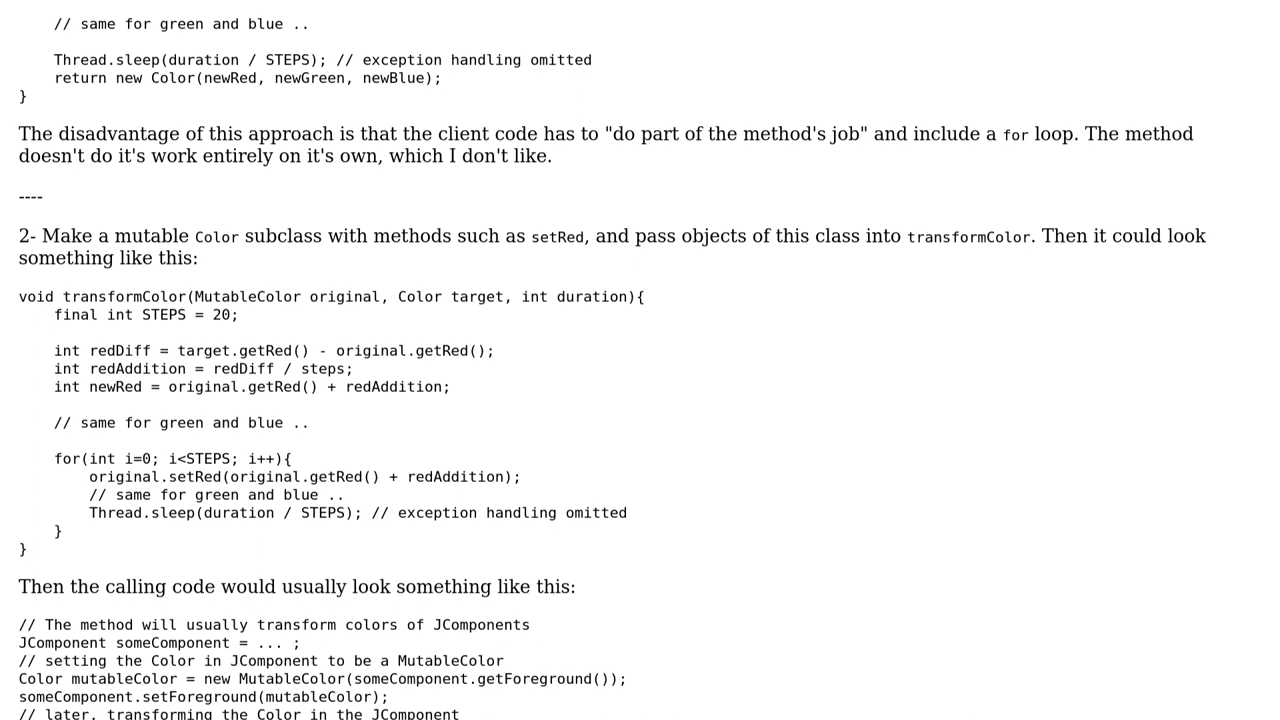 // same for green and blue ..

    Thread.sleep(duration / STEPS); // exception handling omitted
    return new Color(newRed, newGreen, newBlue);
}
The disadvantage of this approach is that the client code has to "do part of the method's job" and include a for loop. The method
doesn't do it's work entirely on it's own, which I don't like.
----
2- Make a mutable Color subclass with methods such as setRed, and pass objects of this class into transformColor. Then it could look
something like this:
void transformColor(MutableColor original, Color target, int duration){
    final int STEPS = 20;

    int redDiff = target.getRed() - original.getRed();
    int redAddition = redDiff / steps;
    int newRed = original.getRed() + redAddition;

    // same for green and blue ..

    for(int i=0; i<STEPS; i++){
        original.setRed(original.getRed() + redAddition);
        // same for green and blue ..
        Thread.sleep(duration / STEPS); // exception handling omitted
    }
}
Then the calling code would usually look something like this:
// The method will usually transform colors of JComponents
JComponent someComponent = ... ;
// setting the Color in JComponent to be a MutableColor
Color mutableColor = new MutableColor(someComponent.getForeground());
someComponent.setForeground(mutableColor);
// later, transforming the Color in the JComponent